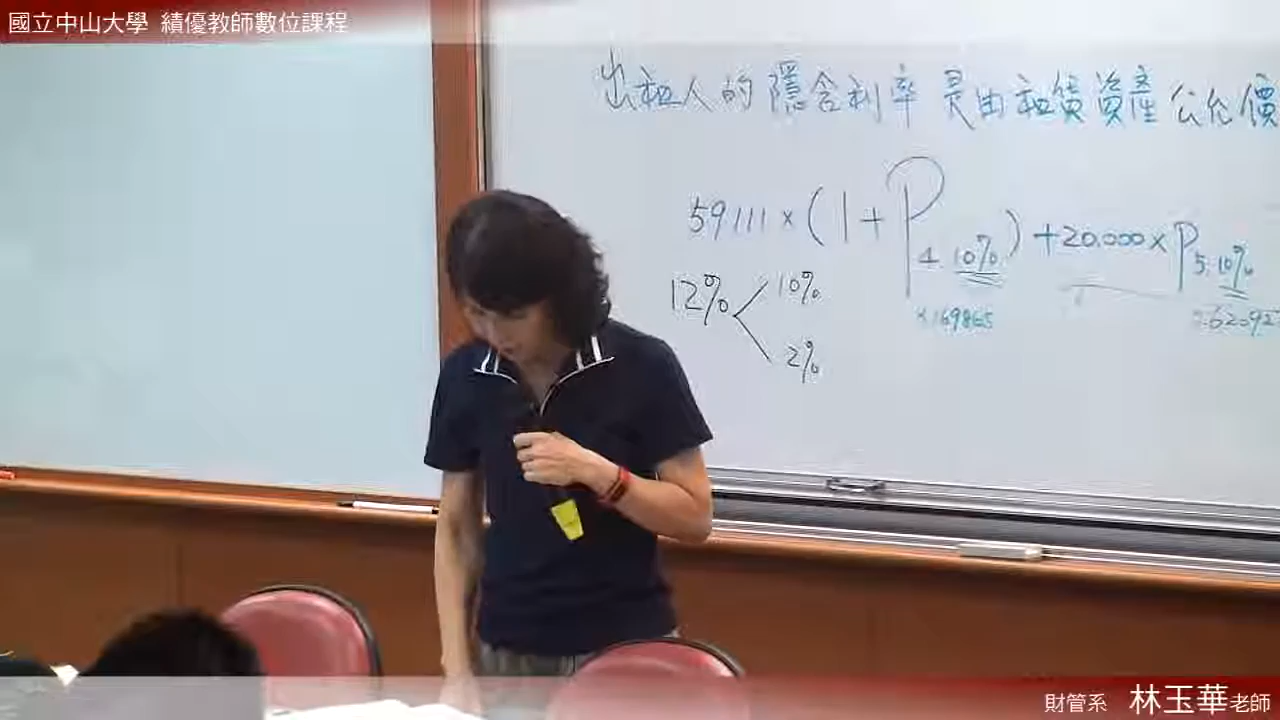 國立中山大學 績優教師數位課程
出租人的隱含利率是由租賃資產公允價
59111×(1+P4.10%)+20.000×P5.10%
12% < 10%
2%
財管系 林玉華老師